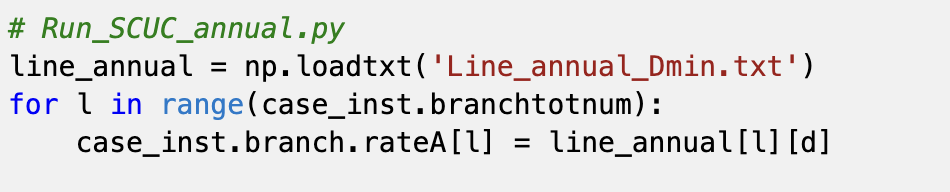 # Run_SCUC_annual.py
line_annual = np.loadtxt('Line_annual_Dmin.txt')
for l in range(case_inst.branchtotnum):
    case_inst.branch.rateA[l] = line_annual[l][d]